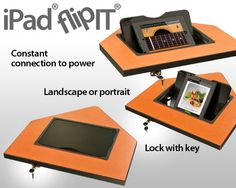 iPad® flipIT®
Constant
connection to power
Landscape or portrait
Lock with key